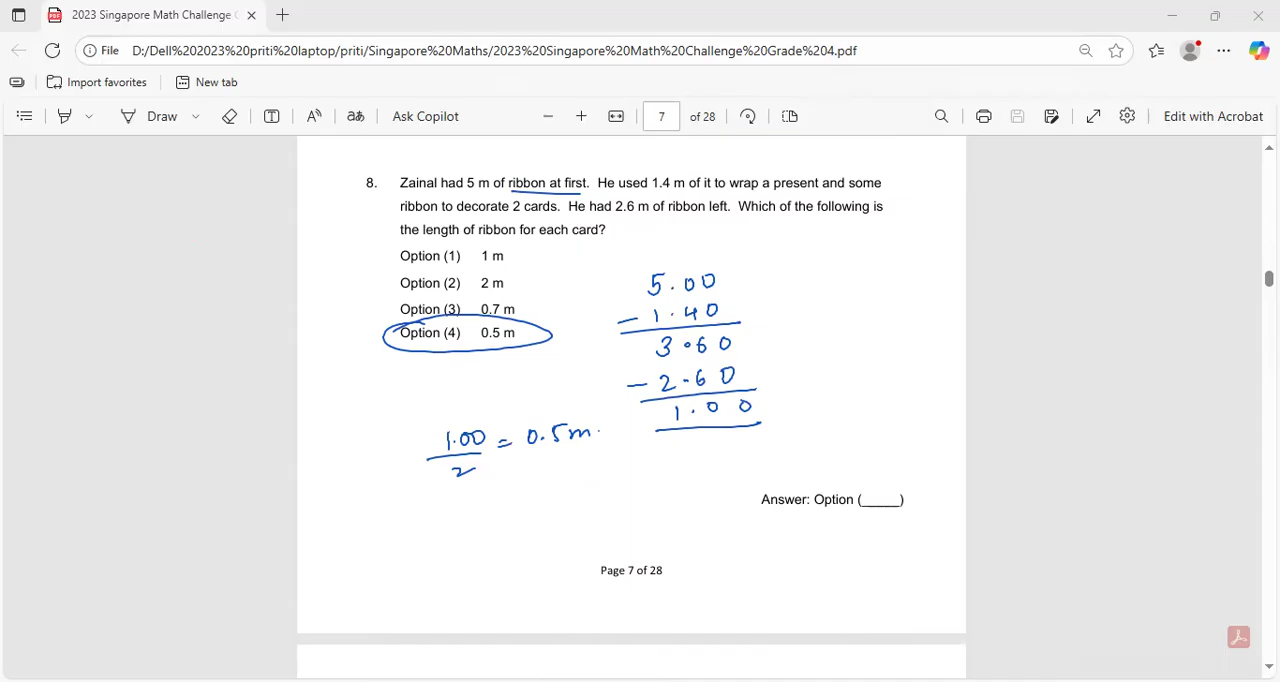 2023 Singapore Math Challenge G
File D:/Dell%202023%20priti%20laptop/priti/Singapore%20Maths/2023%20Singapore%20Math%20Challenge%20Grade%204.pdf
Import favorites New tab
Draw Ask Copilot 7 of 28 Edit with Acrobat
8. Zainal had 5 m of ribbon at first. He used 1.4 m of it to wrap a present and some
ribbon to decorate 2 cards. He had 2.6 m of ribbon left. Which of the following is
the length of ribbon for each card?
Option (1) 1 m
Option (2) 2 m
Option (3) 0.7 m
Option (4) 0.5 m
5.00
- 1.40
3.60
- 2.60
1.00
1.00 = 0.5m.
2
Answer: Option (_____)
Page 7 of 28